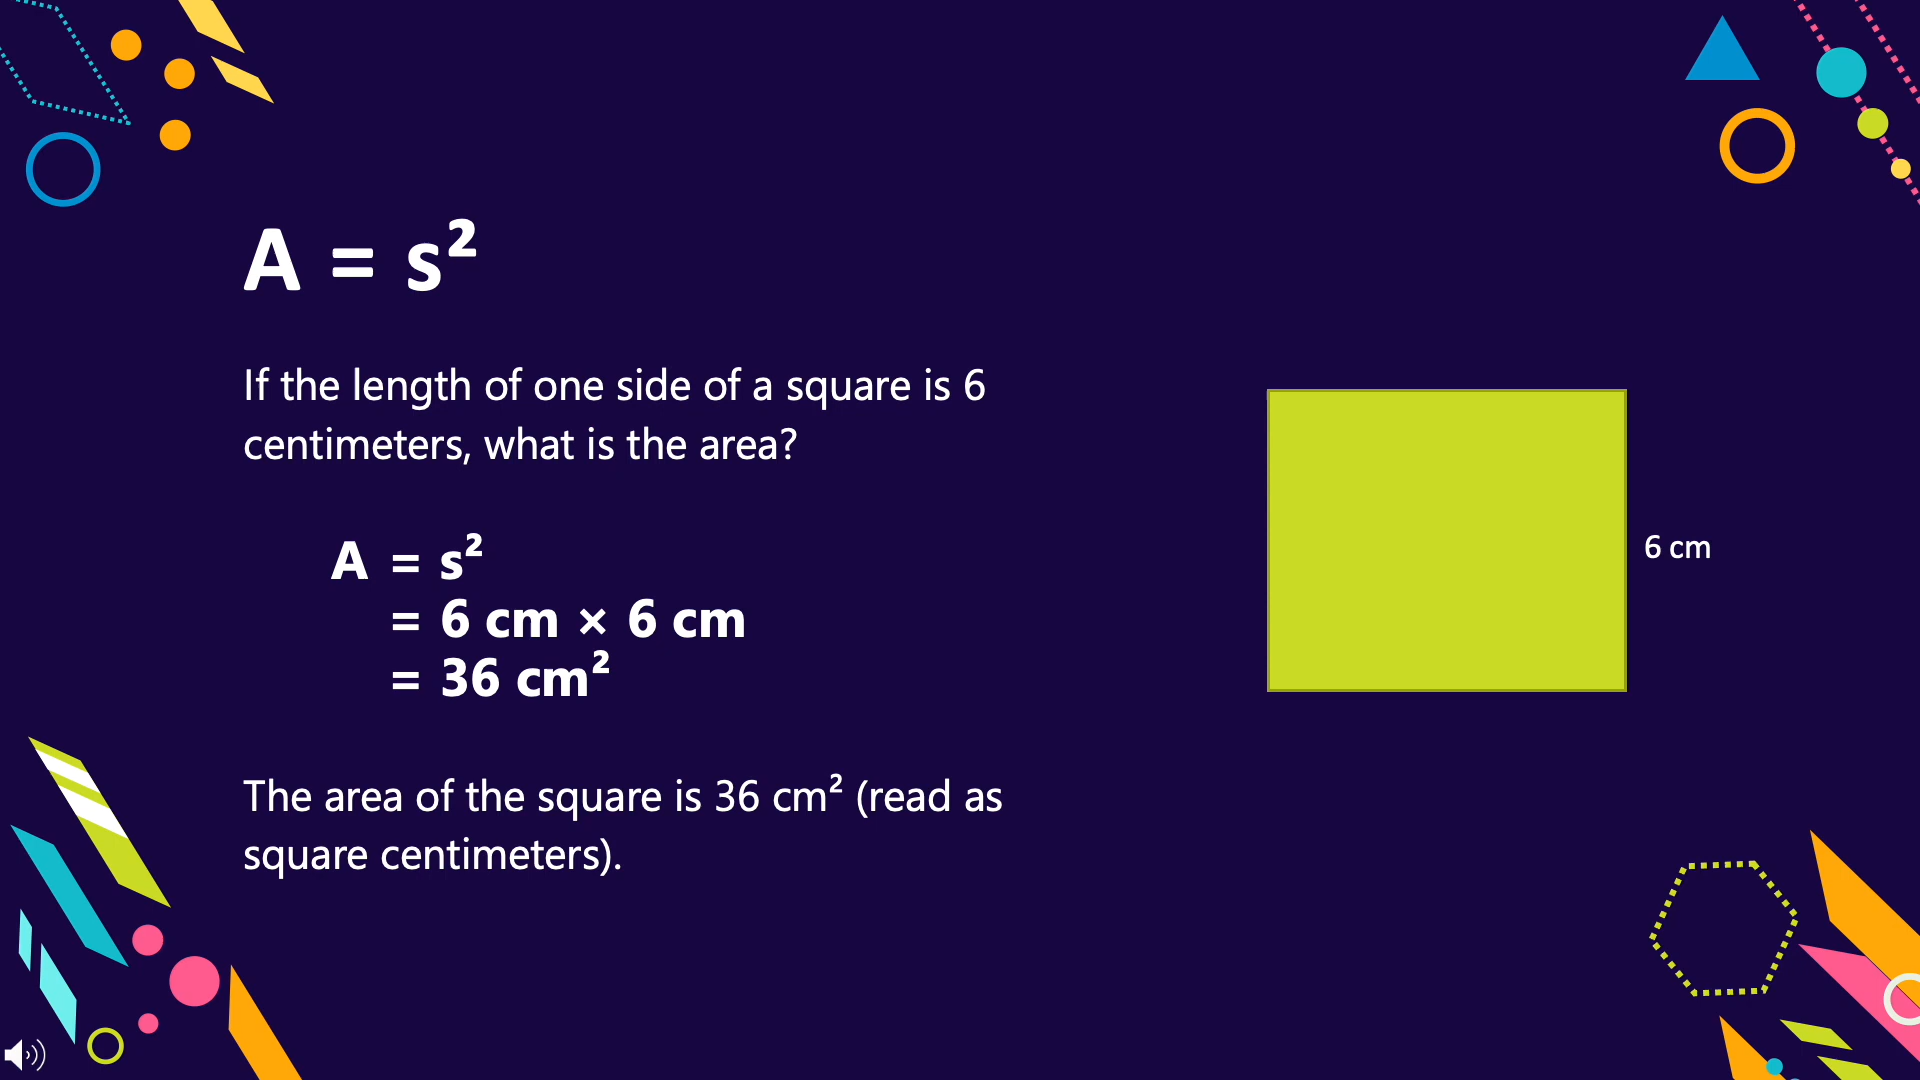 A = s²
If the length of one side of a square is 6
centimeters, what is the area?
A = s²
= 6 cm × 6 cm
= 36 cm²
6 cm
The area of the square is 36 cm² (read as
square centimeters).